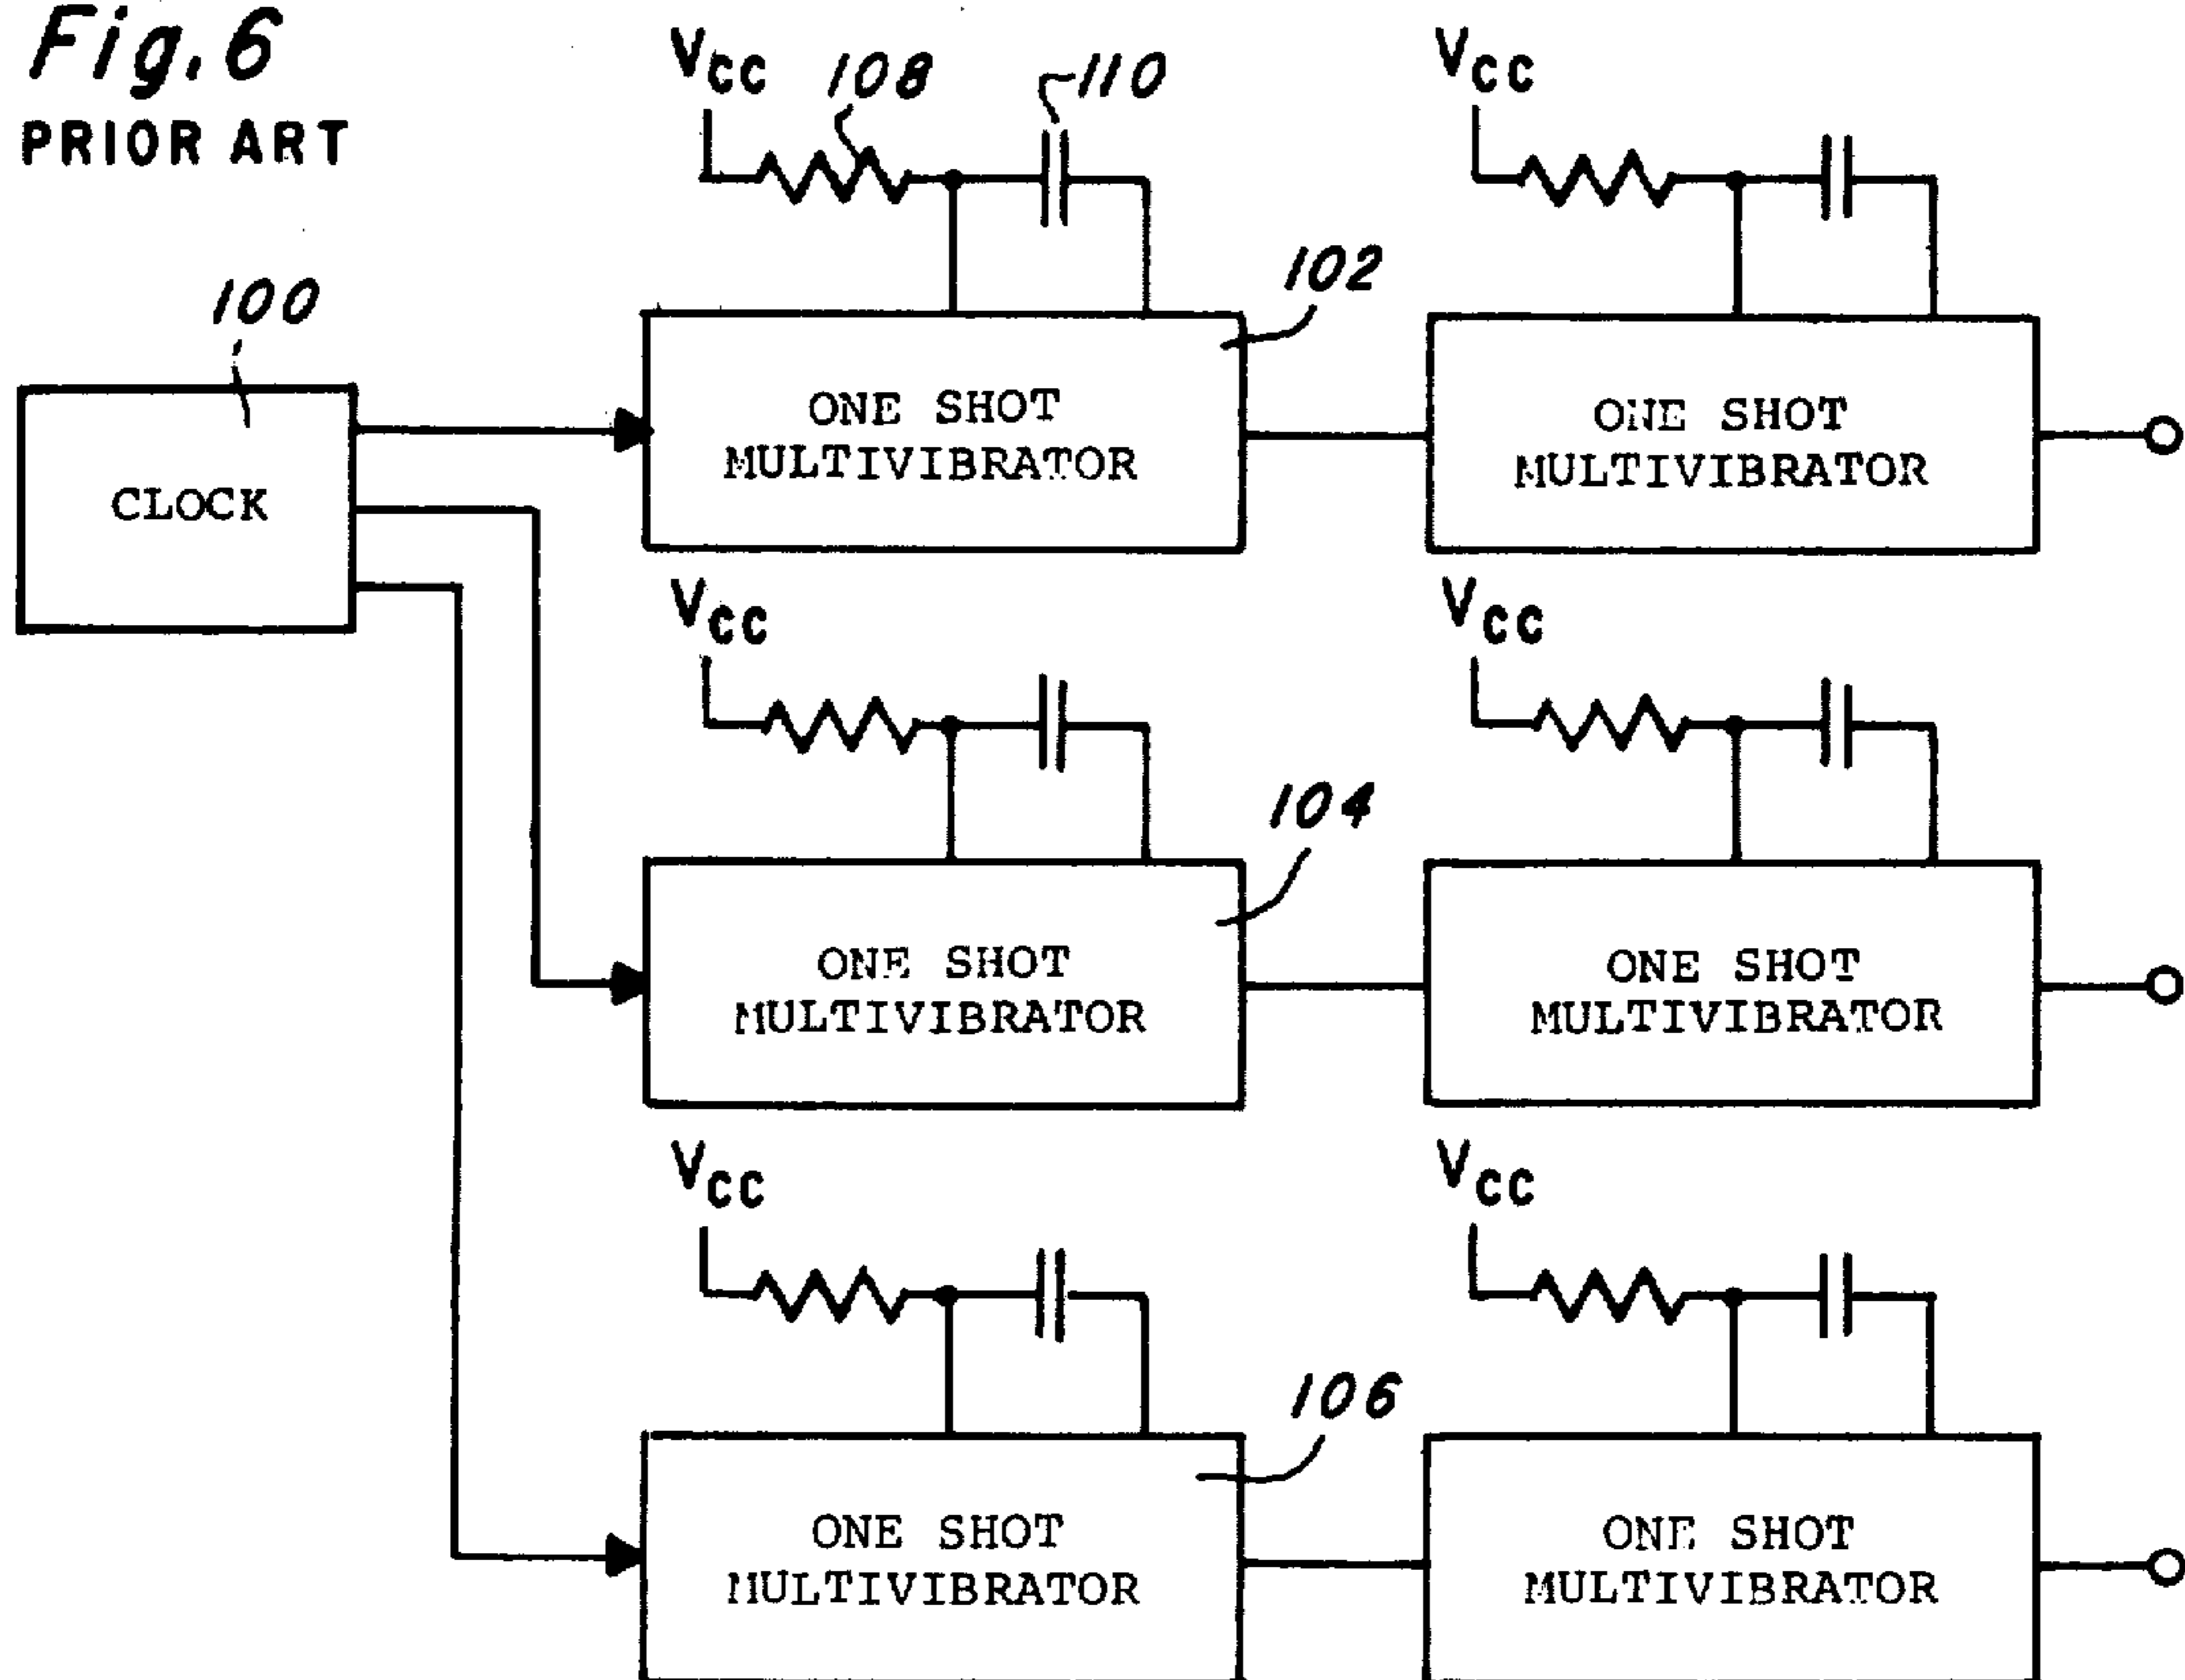 Fig. 6
PRIOR ART
VCC
108
110
VCC
100
102
CLOCK
ONE SHOT
MULTIVIBRATOR
ONE SHOT
MULTIVIBRATOR
VCC
VCC
104
ONE SHOT
MULTIVIBRATOR
ONE SHOT
MULTIVIBRATOR
VCC
VCC
106
ONE SHOT
MULTIVIBRATOR
ONE SHOT
MULTIVIBRATOR